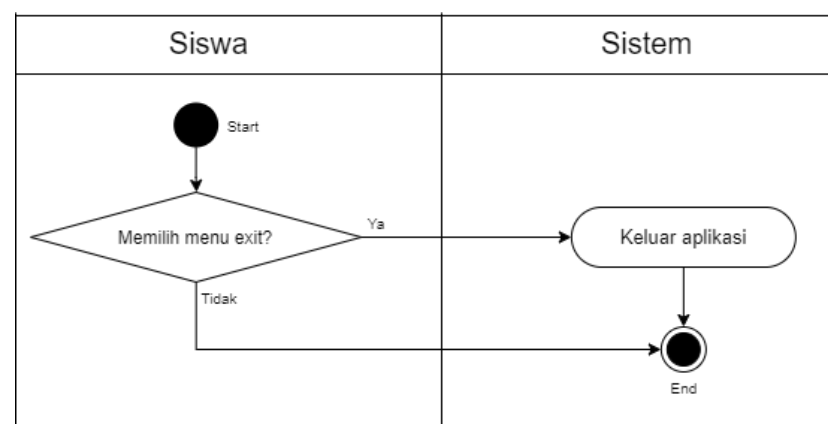 Siswa
Sistem
Start
Memilih menu exit?
Ya
Keluar aplikasi
Tidak
End